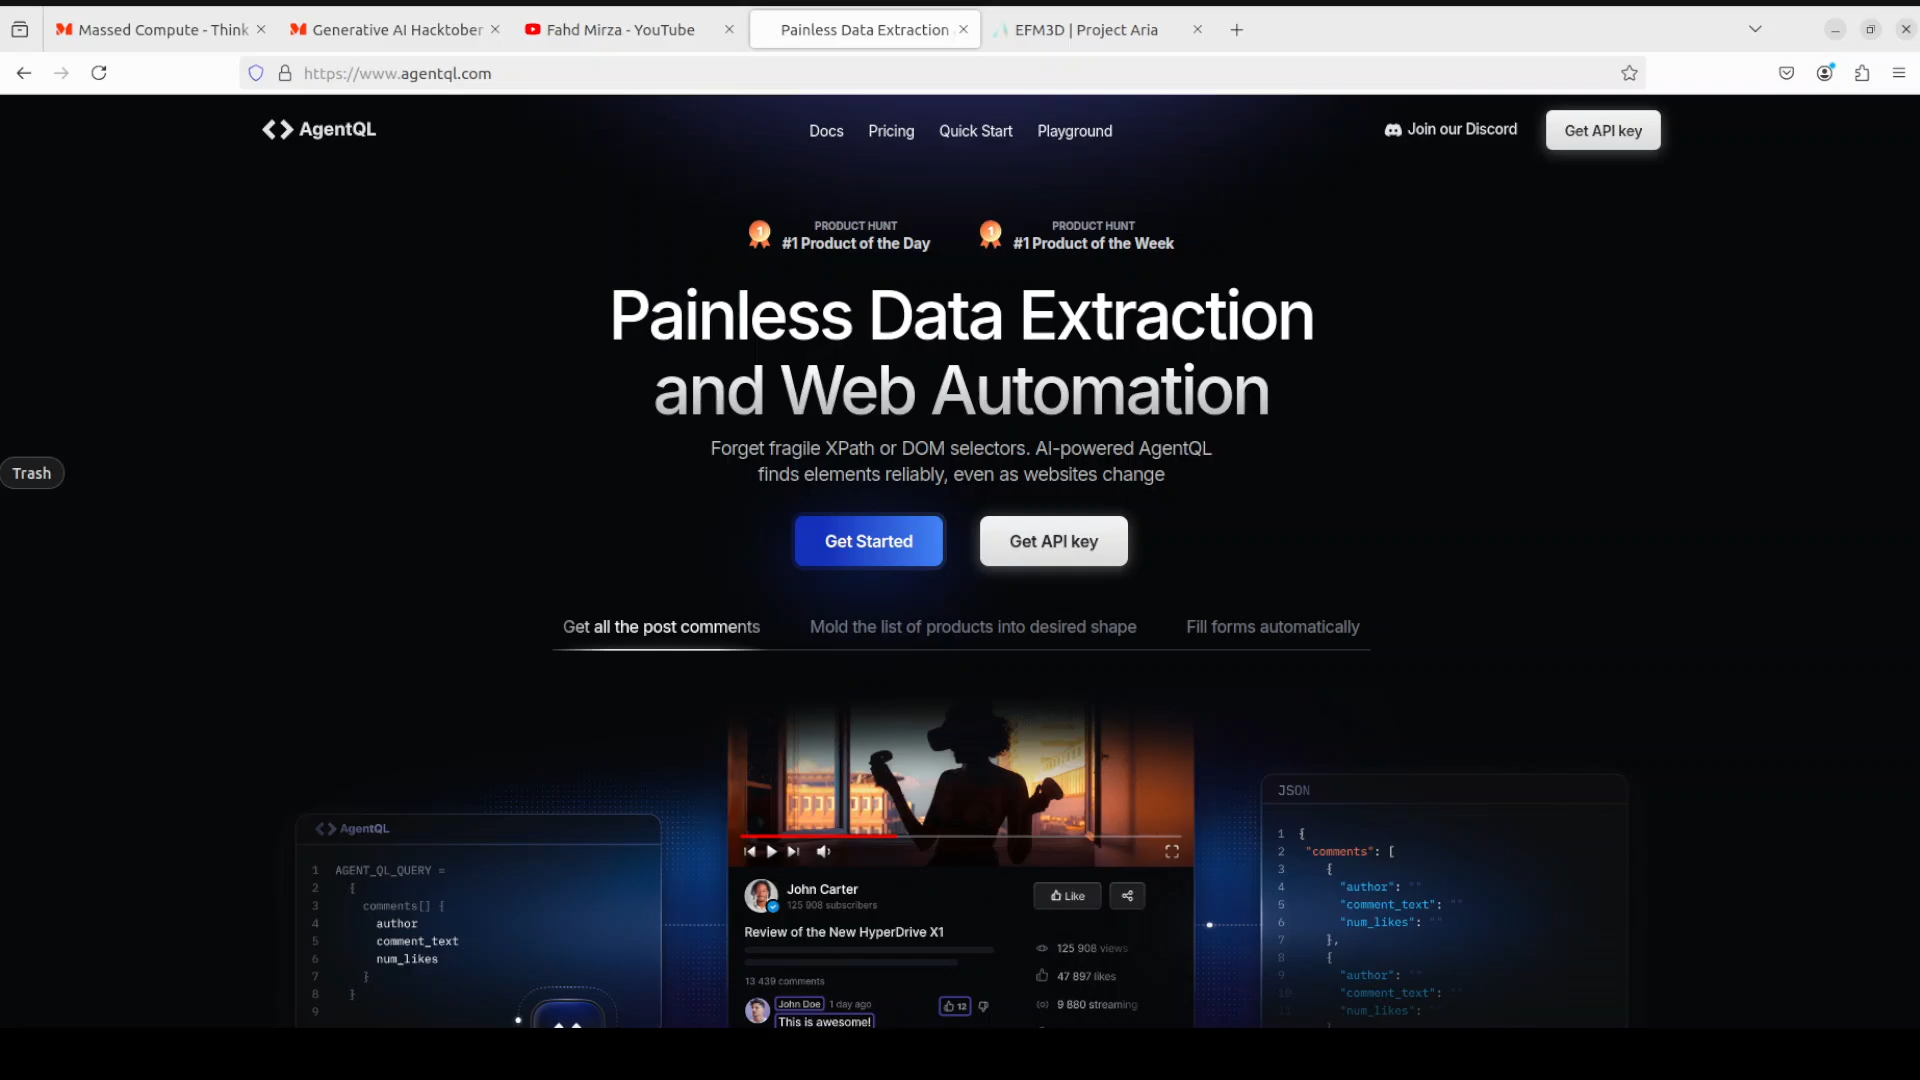 Massed Compute - Think
Generative AI Hacktober
Fahd Mirza - YouTube
Painless Data Extraction
EFM3D | Project Aria
https://www.agentql.com
AgentQL
Docs
Pricing
Quick Start
Playground
Join our Discord
Get API key
1
PRODUCT HUNT
#1 Product of the Day
1
PRODUCT HUNT
#1 Product of the Week
Painless Data Extraction
and Web Automation
Forget fragile XPath or DOM selectors. AI-powered AgentQL
finds elements reliably, even as websites change
Trash
Get Started
Get API key
Get all the post comments
Mold the list of products into desired shape
Fill forms automatically
AgentQL
1 AGENT_QL_QUERY =
2 {
3 comments[] {
4 author
5 comment_text
6 num_likes
7 }
8 }
9
John Carter
125 908 subscribers
Like
Review of the New HyperDrive X1
125 908 views
47 897 likes
9 880 streaming
13 439 comments
John Doe 1 day ago
12
This is awesome!
JSON
1 {
2 "comments": [
3 {
4 "author": ""
5 "comment_text": ""
6 "num_likes": ""
7 },
8 {
9 "author": ""
10 "comment_text": ""
11 "num_likes": ""